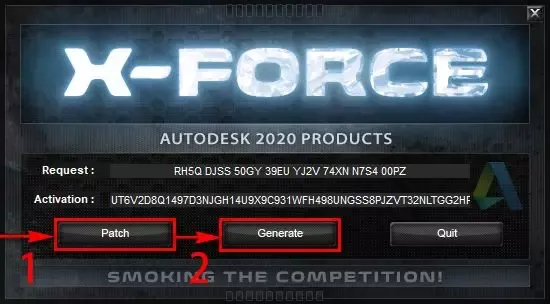 X-FORCE
AUTODESK 2020 PRODUCTS
Request : RH5Q DJSS 50GY 39EU YJ2V 74XN N7S4 00PZ
Activation : UT6V2D8Q1497D3NJGH14U9X9C931WFH498UNGSS8PJZVT32NLTGG2HF
Patch Generate Quit
1 2
SMOKING THE COMPETITION!